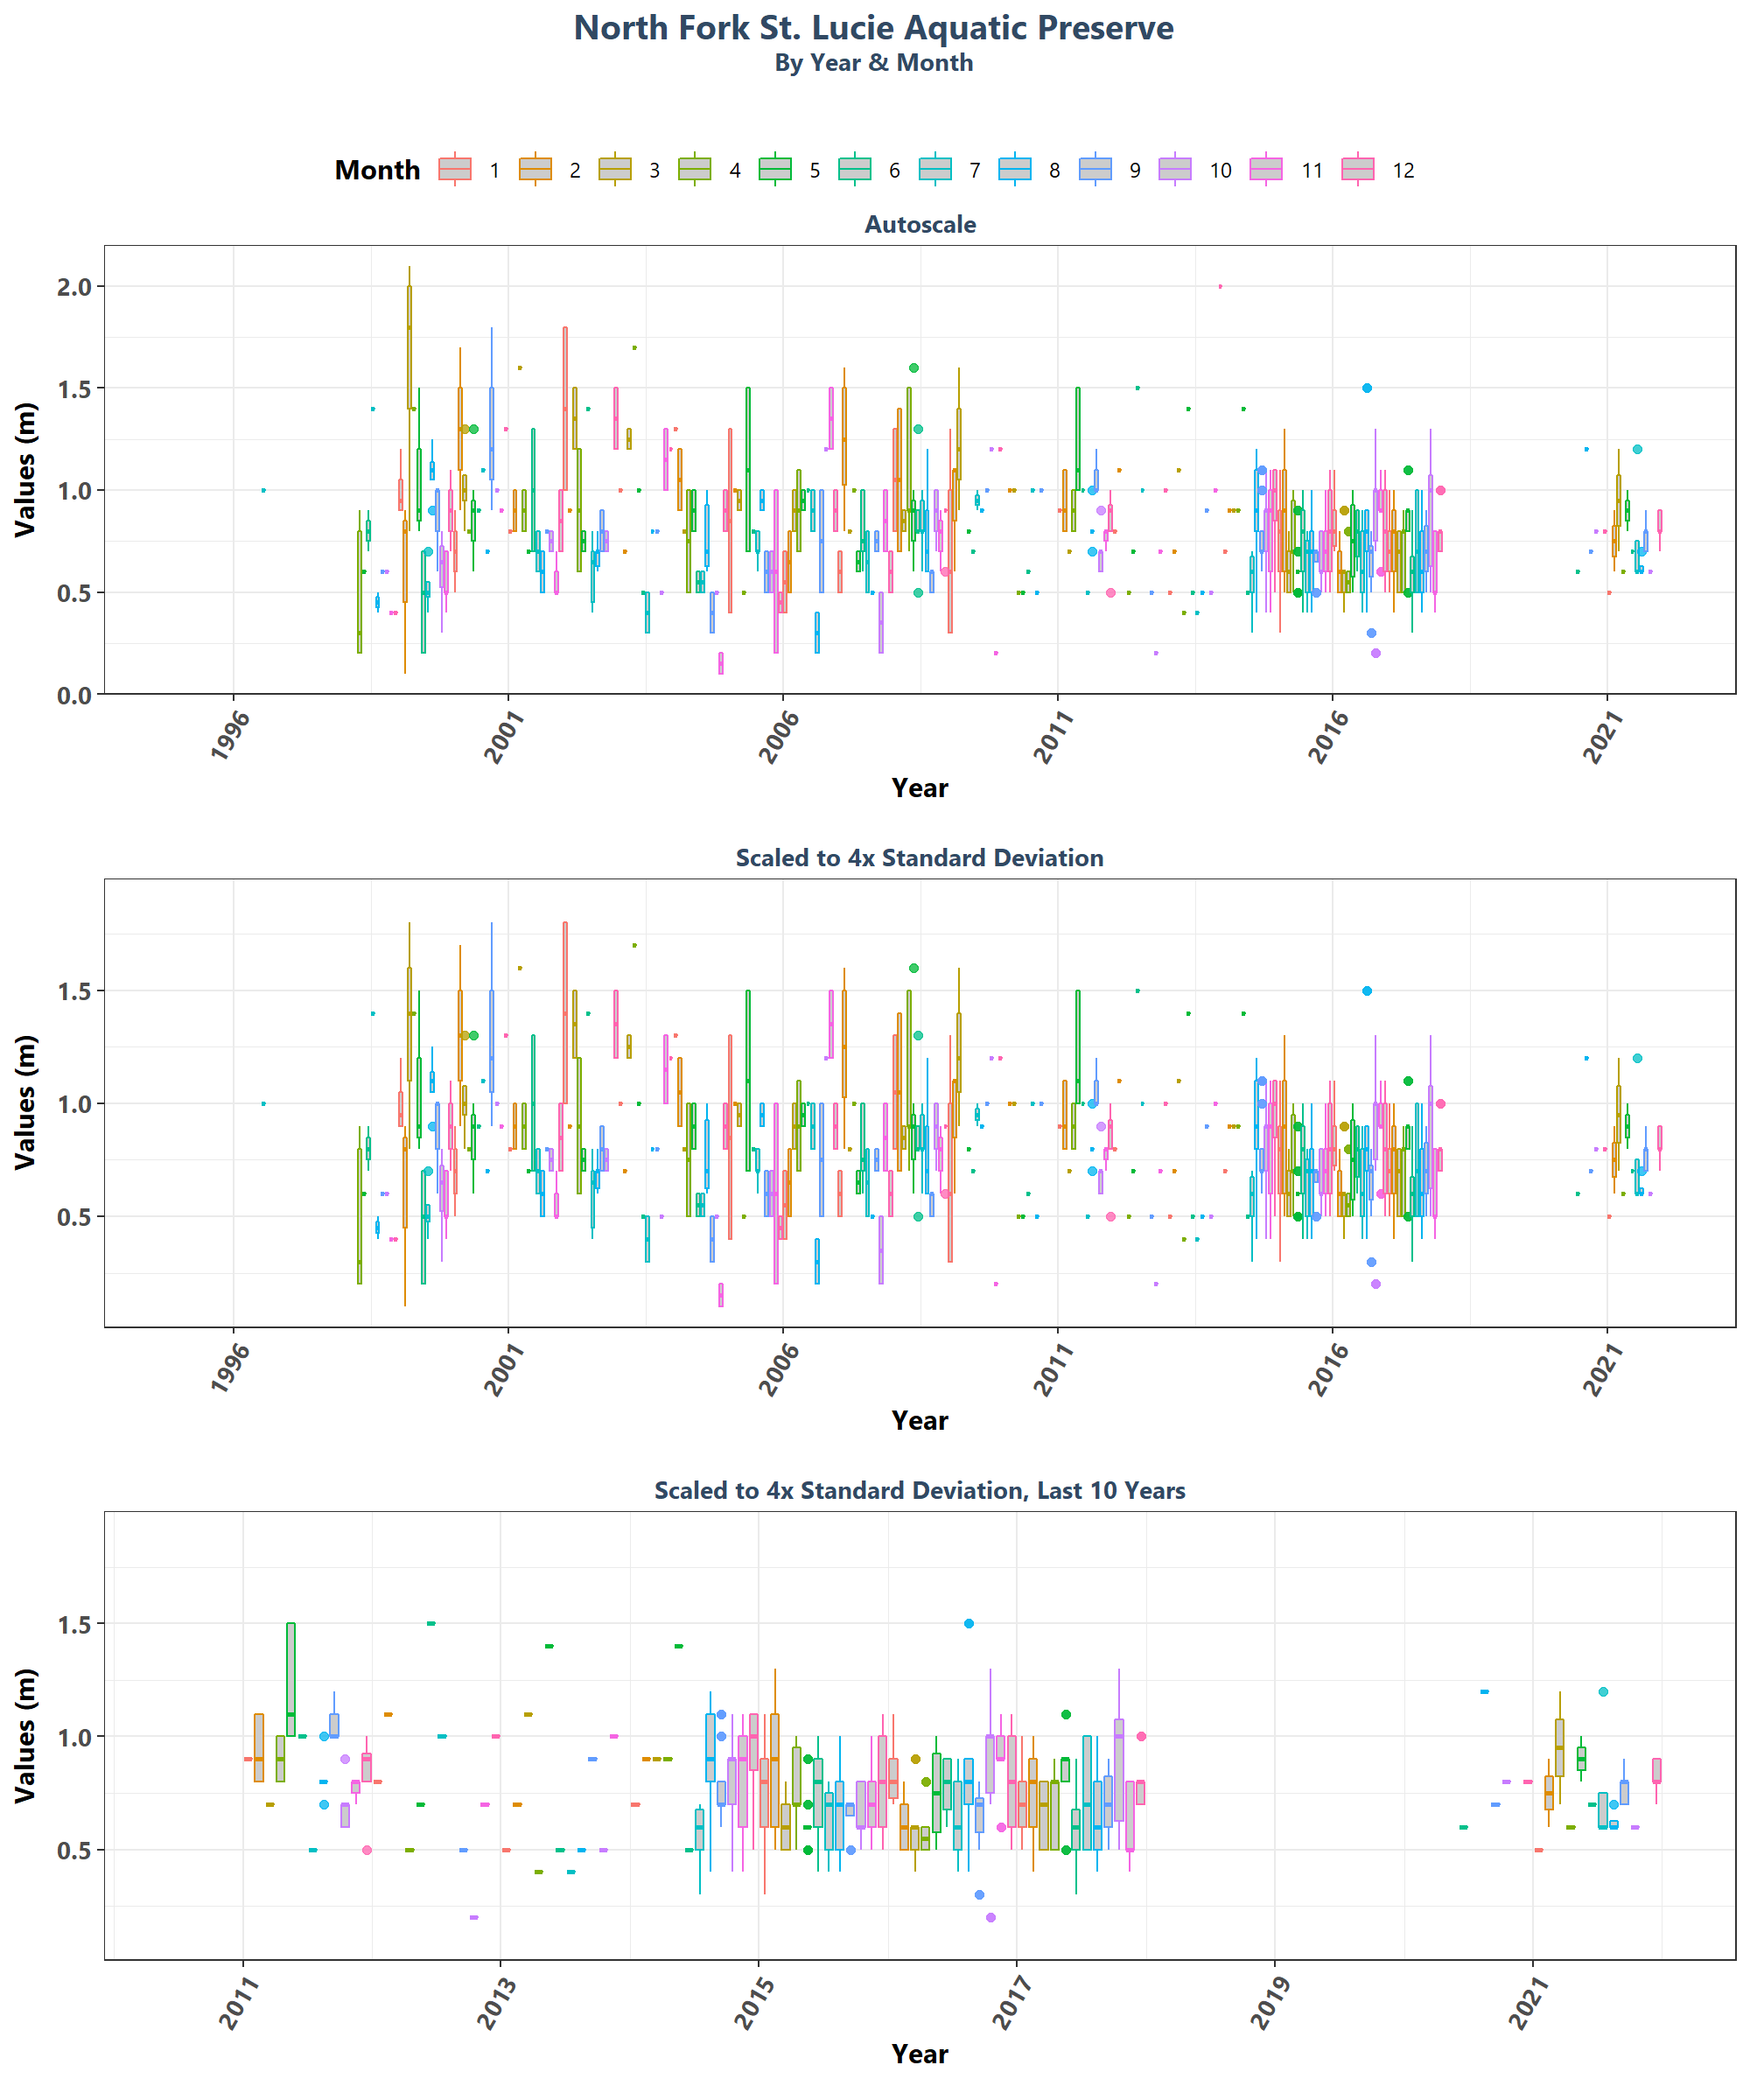 North Fork St. Lucie Aquatic Preserve
By Year & Month
Month 1 2 3 4 5 6 7 8 9 10 11 12
Autoscale
Values (m)
2.0
1.5
1.0
0.5
0.0
1996 2001 2006 2011 2016 2021
Year
Scaled to 4x Standard Deviation
Values (m)
1.5
1.0
0.5
1996 2001 2006 2011 2016 2021
Year
Scaled to 4x Standard Deviation, Last 10 Years
Values (m)
1.5
1.0
0.5
2011 2013 2015 2017 2019 2021
Year